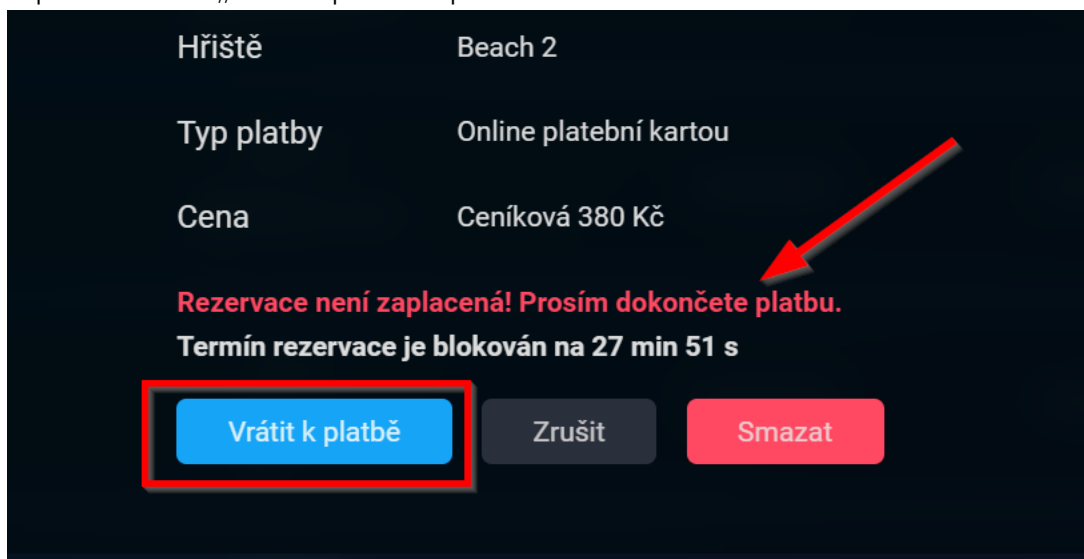 Hřiště Beach 2
Typ platby Online platební kartou
Cena Ceníková 380 Kč
Rezervace není zaplacená! Prosím dokončete platbu.
Termín rezervace je blokován na 27 min 51 s
Vrátit k platbě Zrušit Smazat